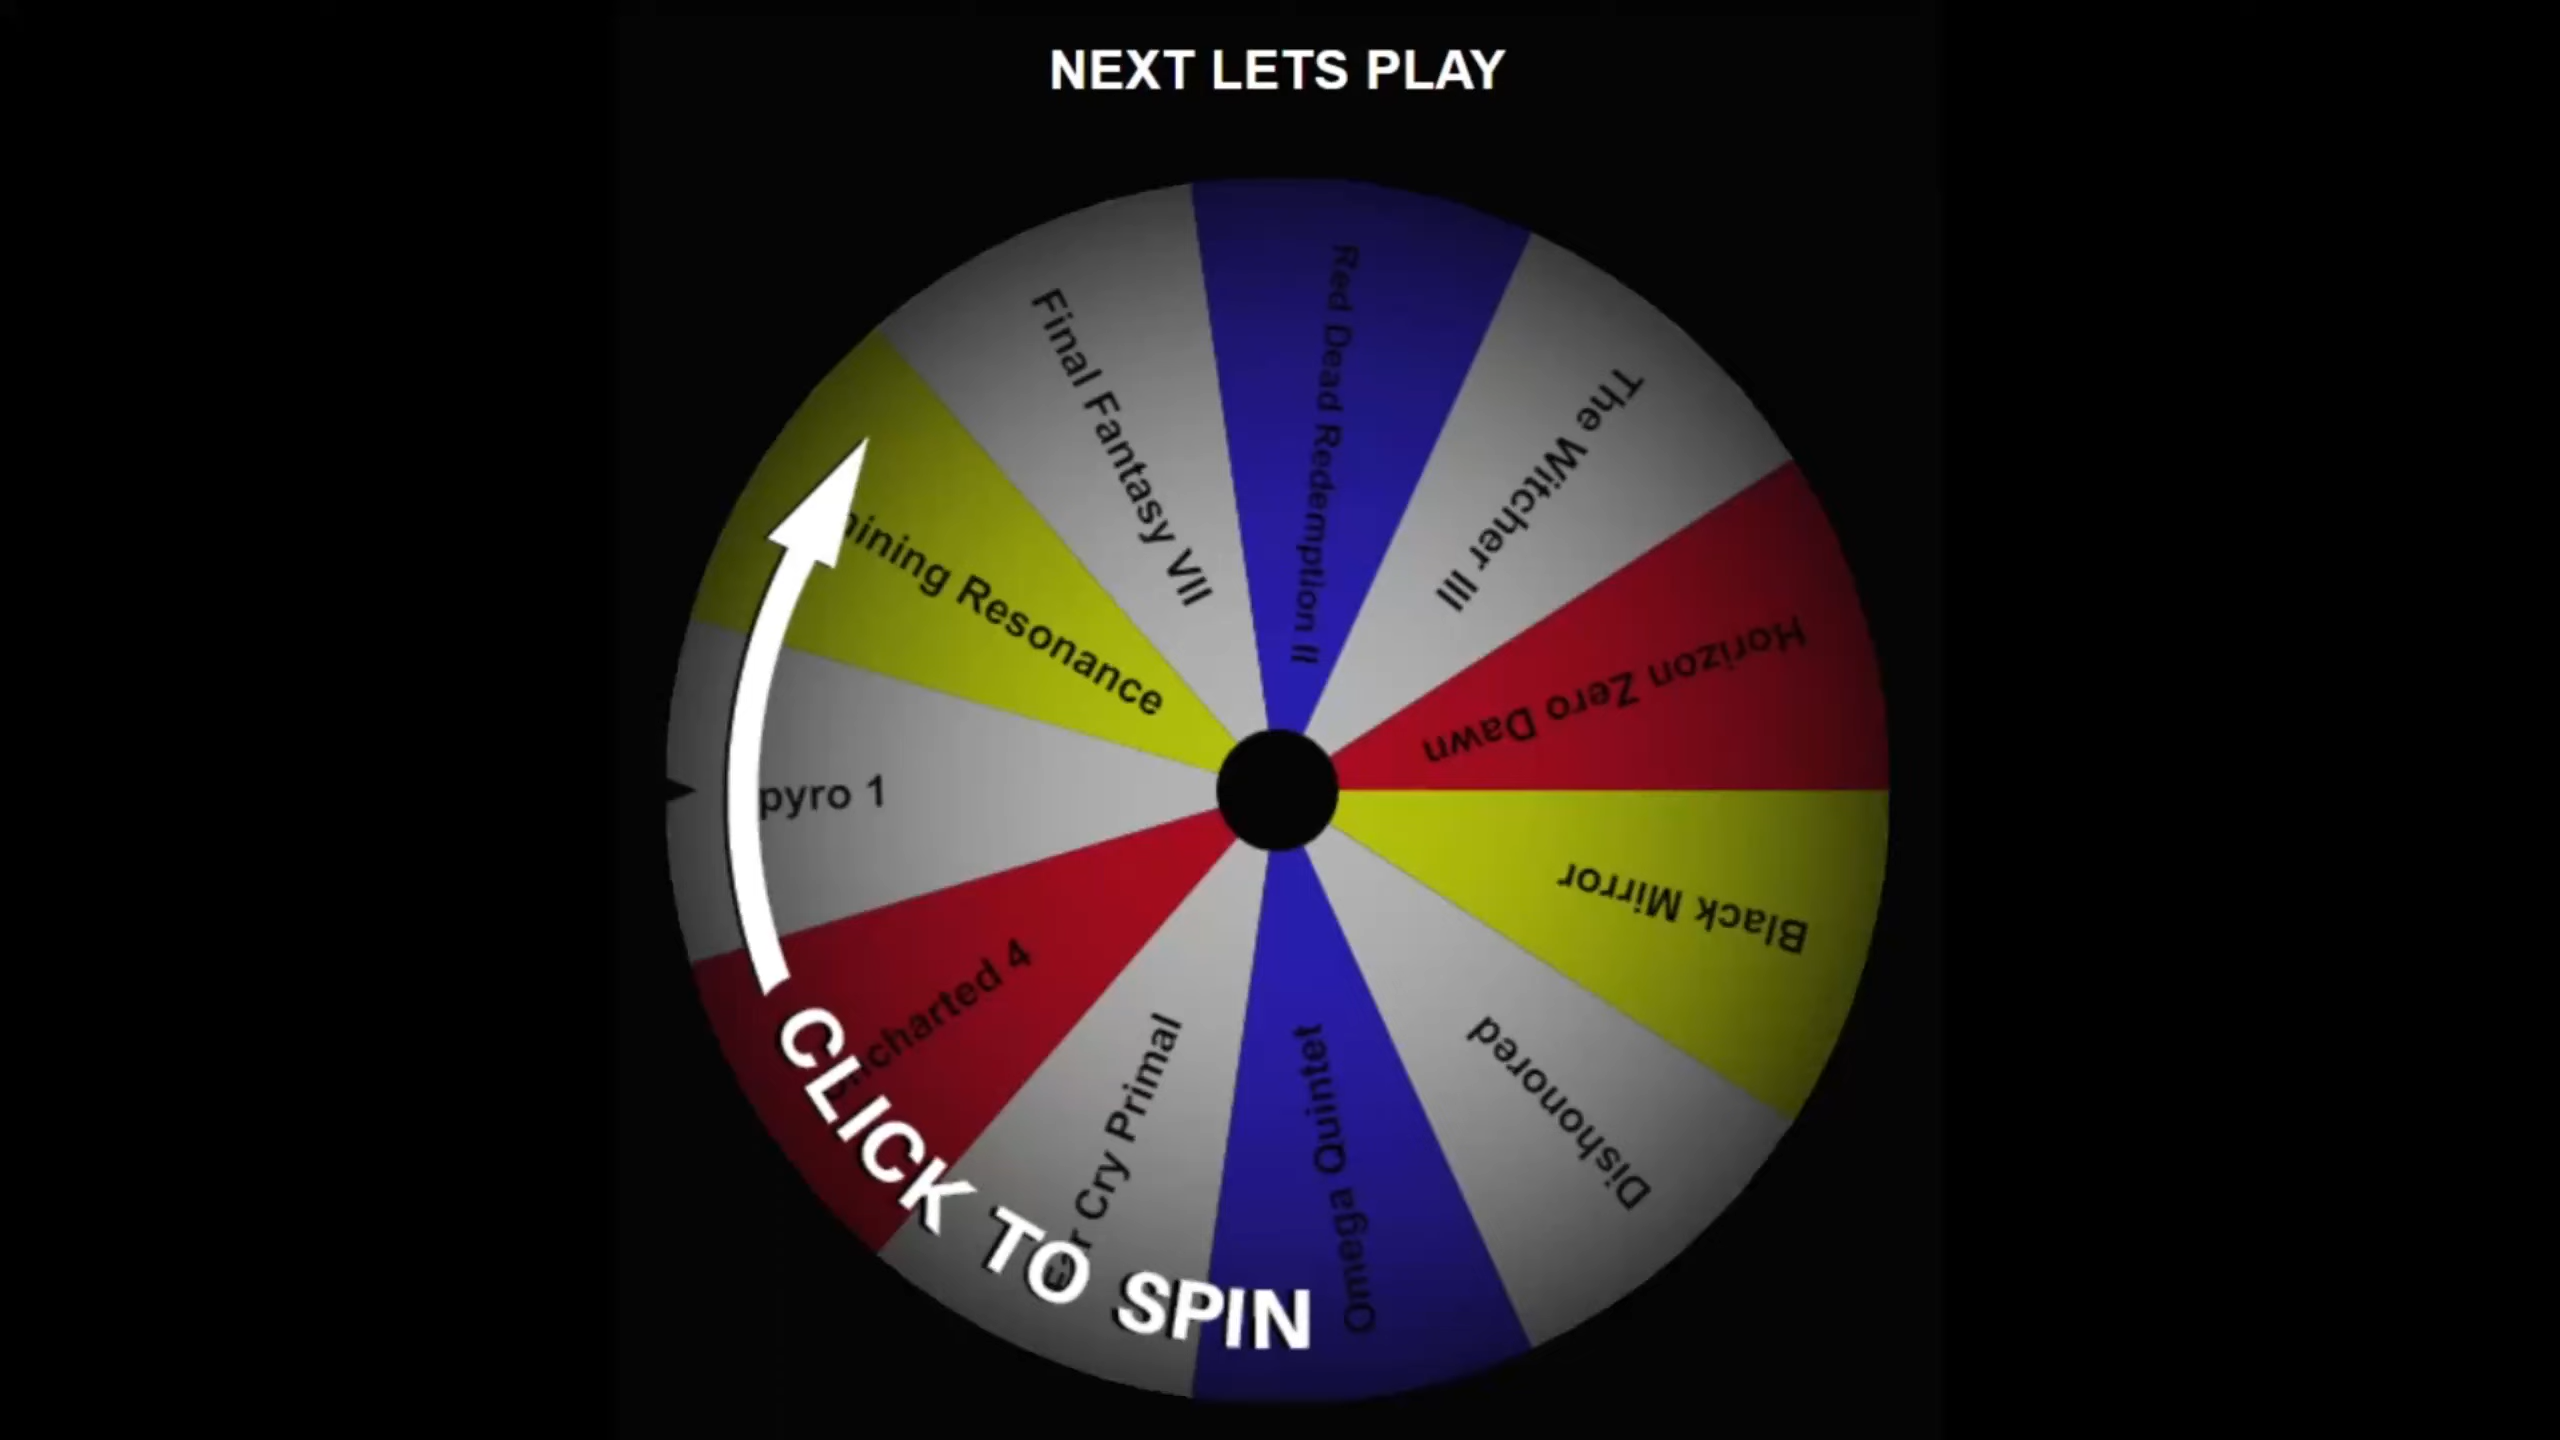 NEXT LETS PLAY
Red Dead Redemption II
The Witcher III
Horizon Zero Dawn
Black Mirror
Dishonored
Omega Quintet
Cry Primal
charted 4
pyro 1
hining Resonance
Final Fantasy VII
CLICK TO SPIN